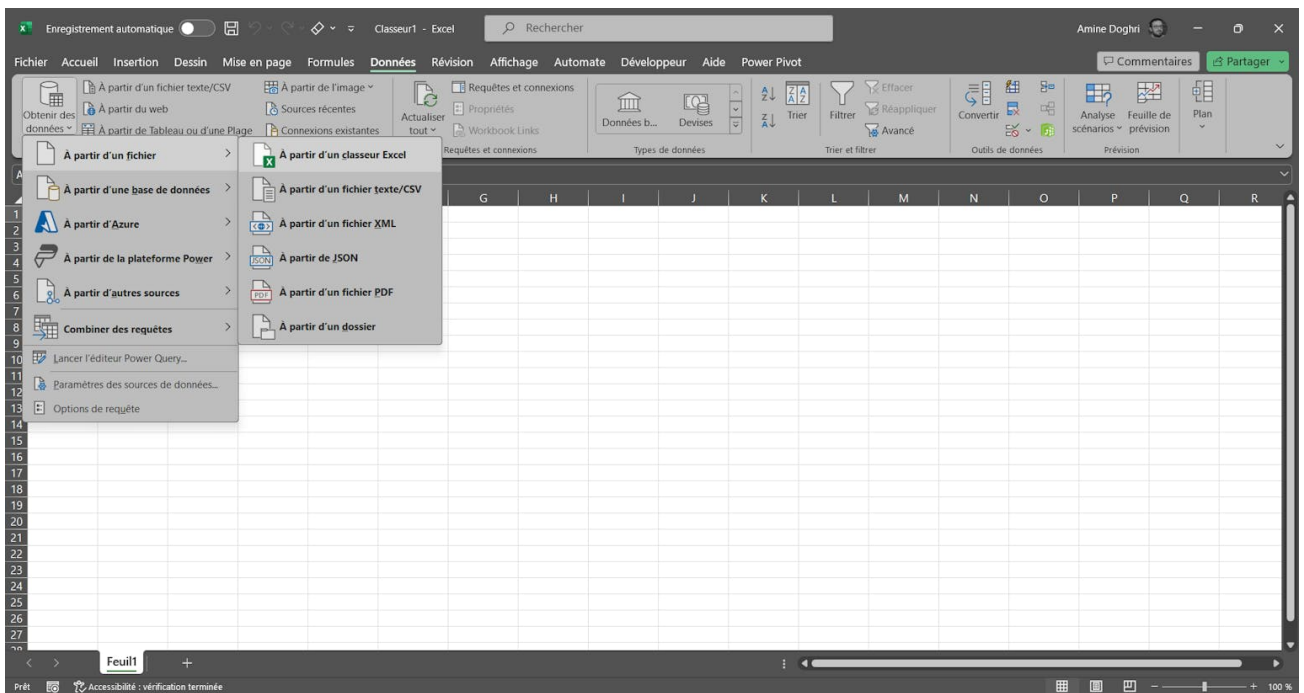 Enregistrement automatique
Classeur1 - Excel
Rechercher
Amine Doghri
Fichier Accueil Insertion Dessin Mise en page Formules Données Révision Affichage Automate Développeur Aide Power Pivot
Commentaires
Partager
Obtenir des données
À partir d'un fichier texte/CSV
À partir du web
À partir de Tableau ou d'une Plage
À partir de l'image
Sources récentes
Connexions existantes
Actualiser tout
Requêtes et connexions
Propriétés
Workbook Links
Requêtes et connexions
Données b...
Devises
Types de données
Trier
Filtrer
Effacer
Réappliquer
Avancé
Trier et filtrer
Convertir
Outils de données
Analyse scénarios
Feuille de prévision
Prévision
Plan
À partir d'un fichier
À partir d'une base de données
À partir d'Azure
À partir de la plateforme Power
À partir d'autres sources
Combiner des requêtes
Lancer l'éditeur Power Query...
Paramètres des sources de données...
Options de requête
À partir d'un classeur Excel
À partir d'un fichier texte/CSV
À partir d'un fichier XML
À partir de JSON
À partir d'un fichier PDF
À partir d'un dossier
G H I J K L M N O P Q R
1
2
3
4
5
6
7
8
9
10
11
12
13
14
15
16
17
18
19
20
21
22
23
24
25
26
27
Feuil1
Prêt
Accessibilité : vérification terminée
100 %